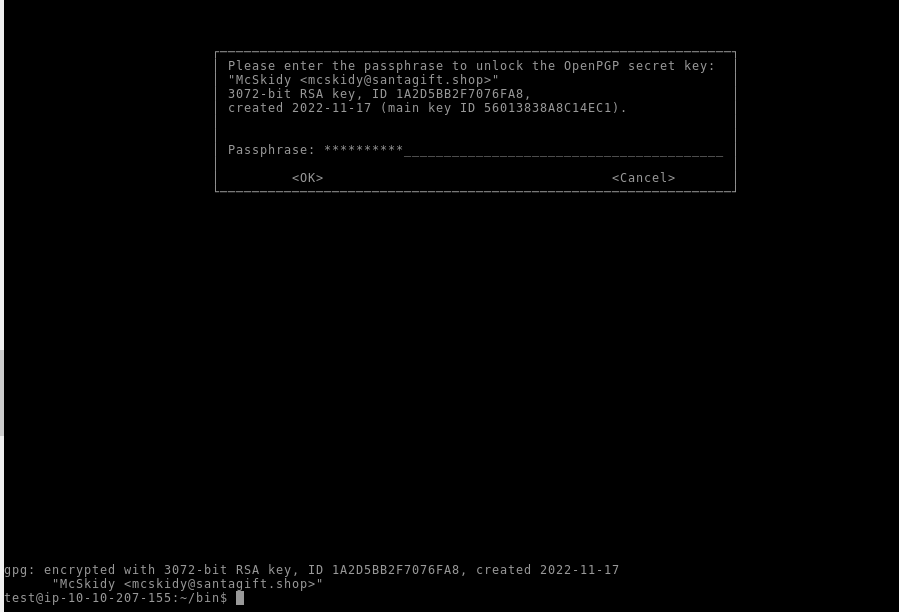 Please enter the passphrase to unlock the OpenPGP secret key:
"McSkidy <mcskidy@santagift.shop>"
3072-bit RSA key, ID 1A2D5BB2F7076FA8,
created 2022-11-17 (main key ID 56013838A8C14EC1).
Passphrase: **********________________________________________
<OK> <Cancel>
gpg: encrypted with 3072-bit RSA key, ID 1A2D5BB2F7076FA8, created 2022-11-17
"McSkidy <mcskidy@santagift.shop>"
test@ip-10-10-207-155:~/bin$